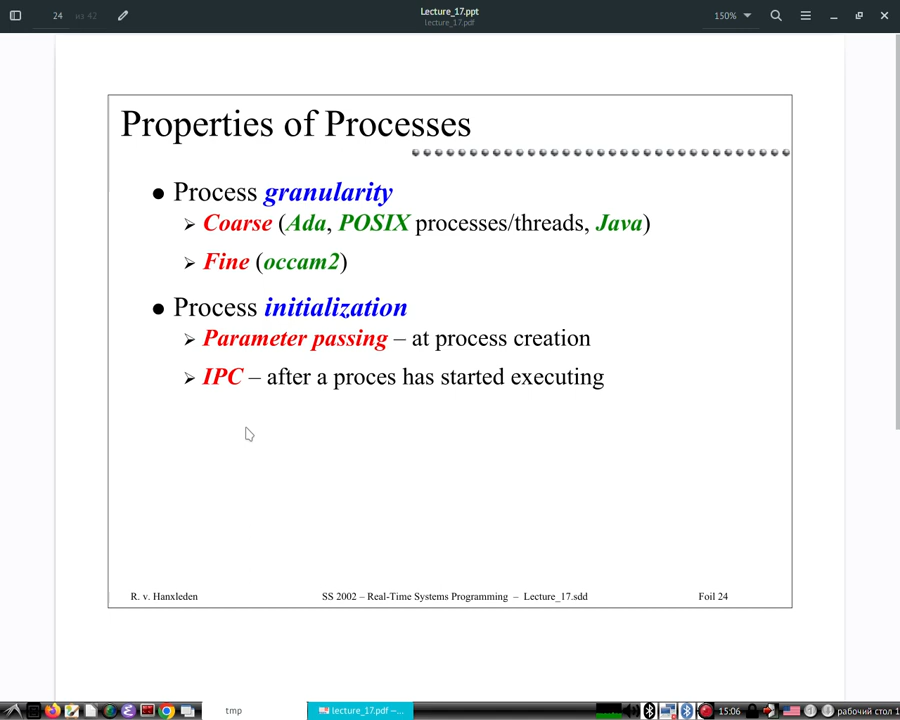 24 из 42
Lecture_17.ppt
lecture_17.pdf
150%
Properties of Processes
Process granularity
Coarse (Ada, POSIX processes/threads, Java)
Fine (occam2)
Process initialization
Parameter passing – at process creation
IPC – after a proces has started executing
R. v. Hanxleden
SS 2002 – Real-Time Systems Programming – Lecture_17.sdd
Foil 24
tmp
lecture_17.pdf —...
15:06
рабочий стол 1